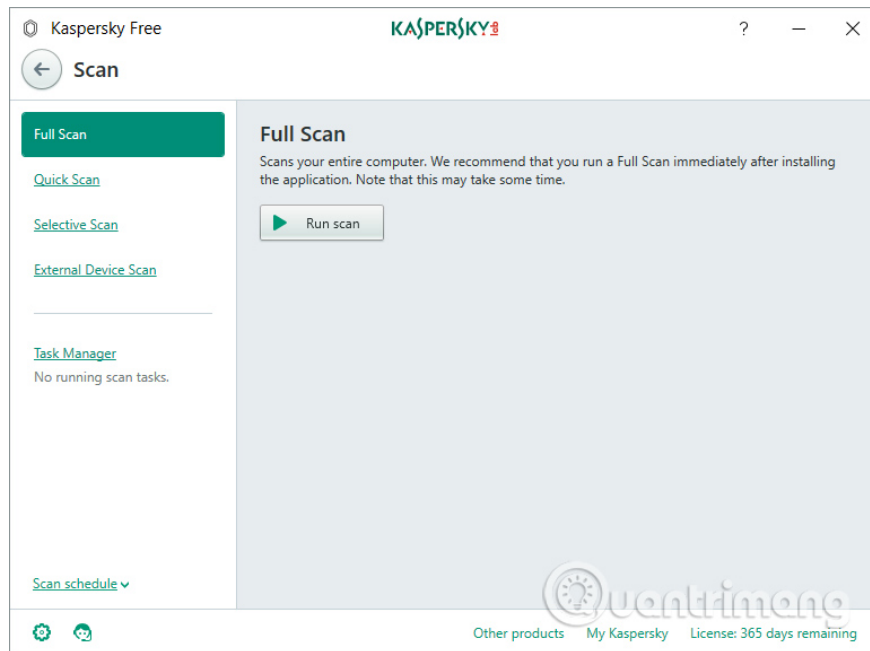 Kaspersky Free
KASPERSKY lab
?
Scan
Full Scan
Quick Scan
Selective Scan
External Device Scan
Task Manager
No running scan tasks.
Scan schedule
Full Scan
Scans your entire computer. We recommend that you run a Full Scan immediately after installing
the application. Note that this may take some time.
Run scan
Quantrimang
Other products My Kaspersky License: 365 days remaining